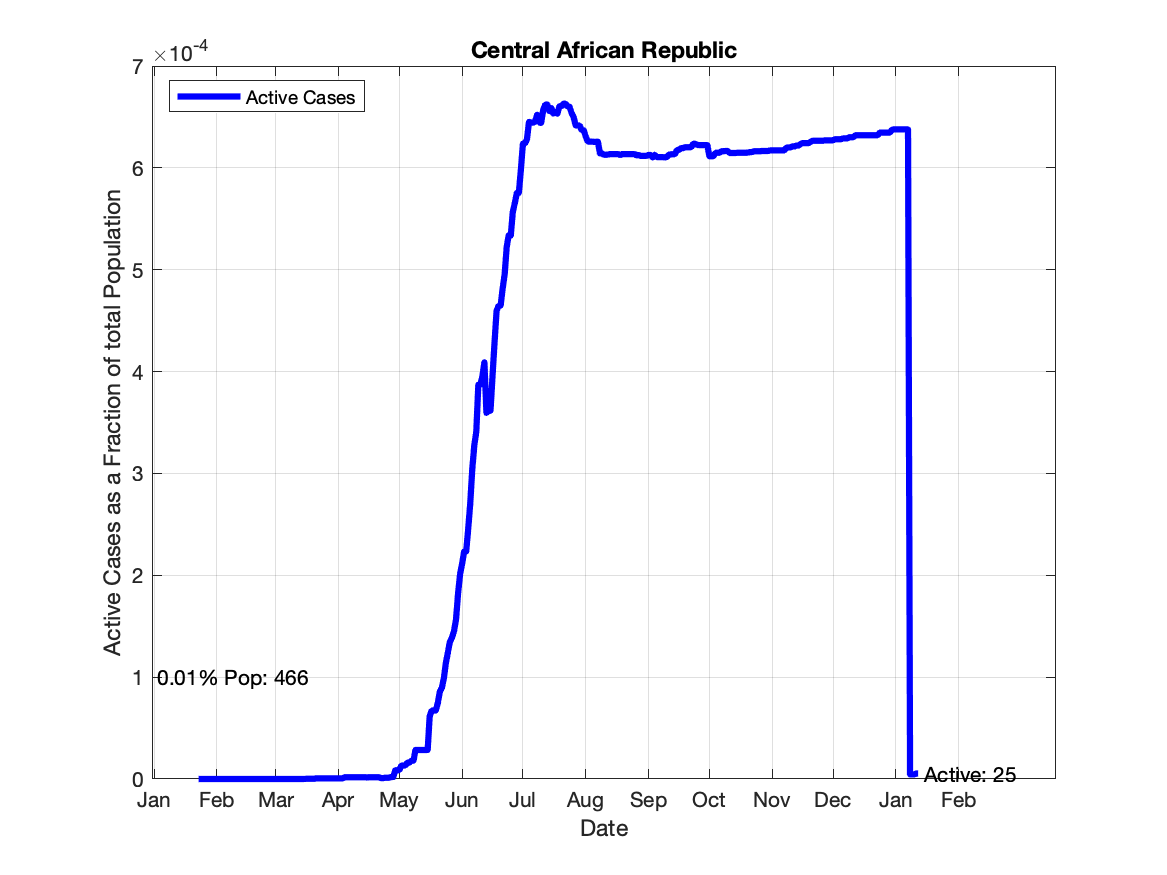 Central African Republic
×10-4
7
6
5
4
3
2
1
0
Active Cases
0.01% Pop: 466
Active: 25
Active Cases as a Fraction of total Population
Jan Feb Mar Apr May Jun Jul Aug Sep Oct Nov Dec Jan Feb
Date